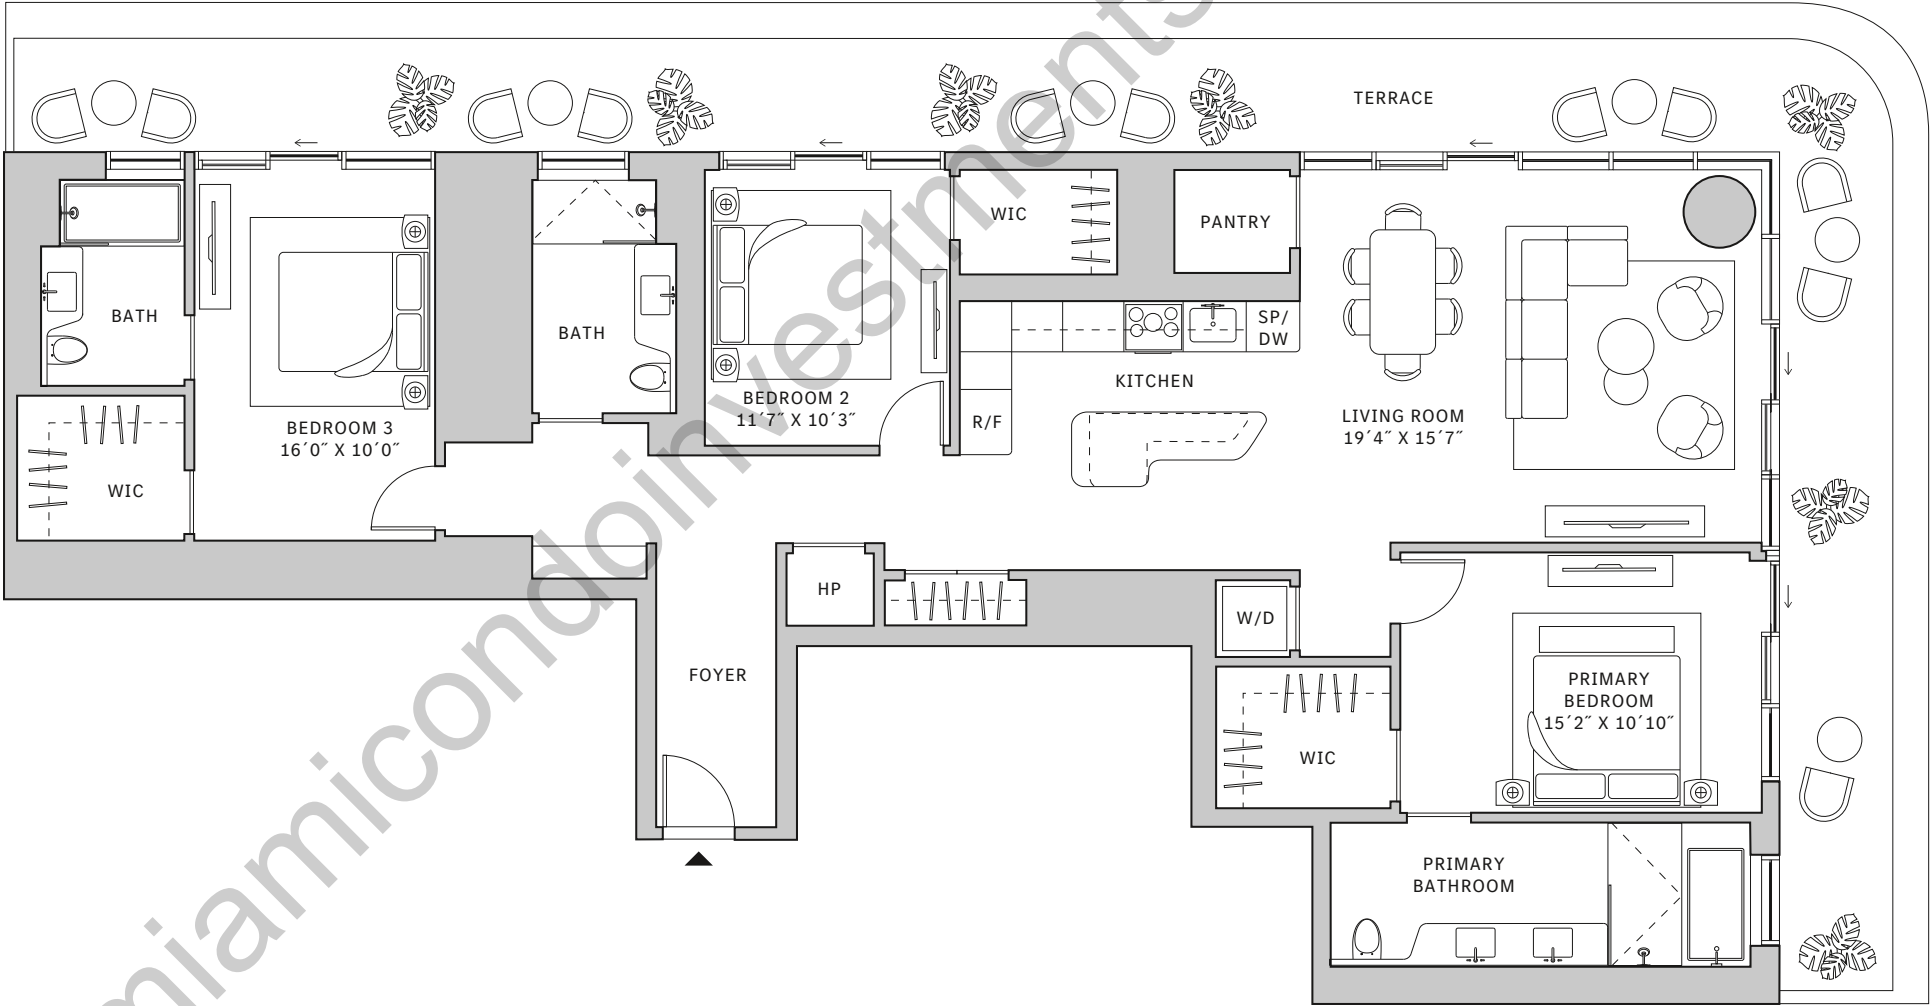 TERRACE
WIC
PANTRY
BATH
BATH
SP/
DW
KITCHEN
BEDROOM 2
11´7˝ X 10´3˝
R/F
LIVING ROOM
19´4˝ X 15´7˝
BEDROOM 3
16´0˝ X 10´0˝
WIC
HP
W/D
FOYER
PRIMARY
BEDROOM
15´2˝ X 10´10˝
WIC
PRIMARY
BATHROOM
miamicondoinvestments